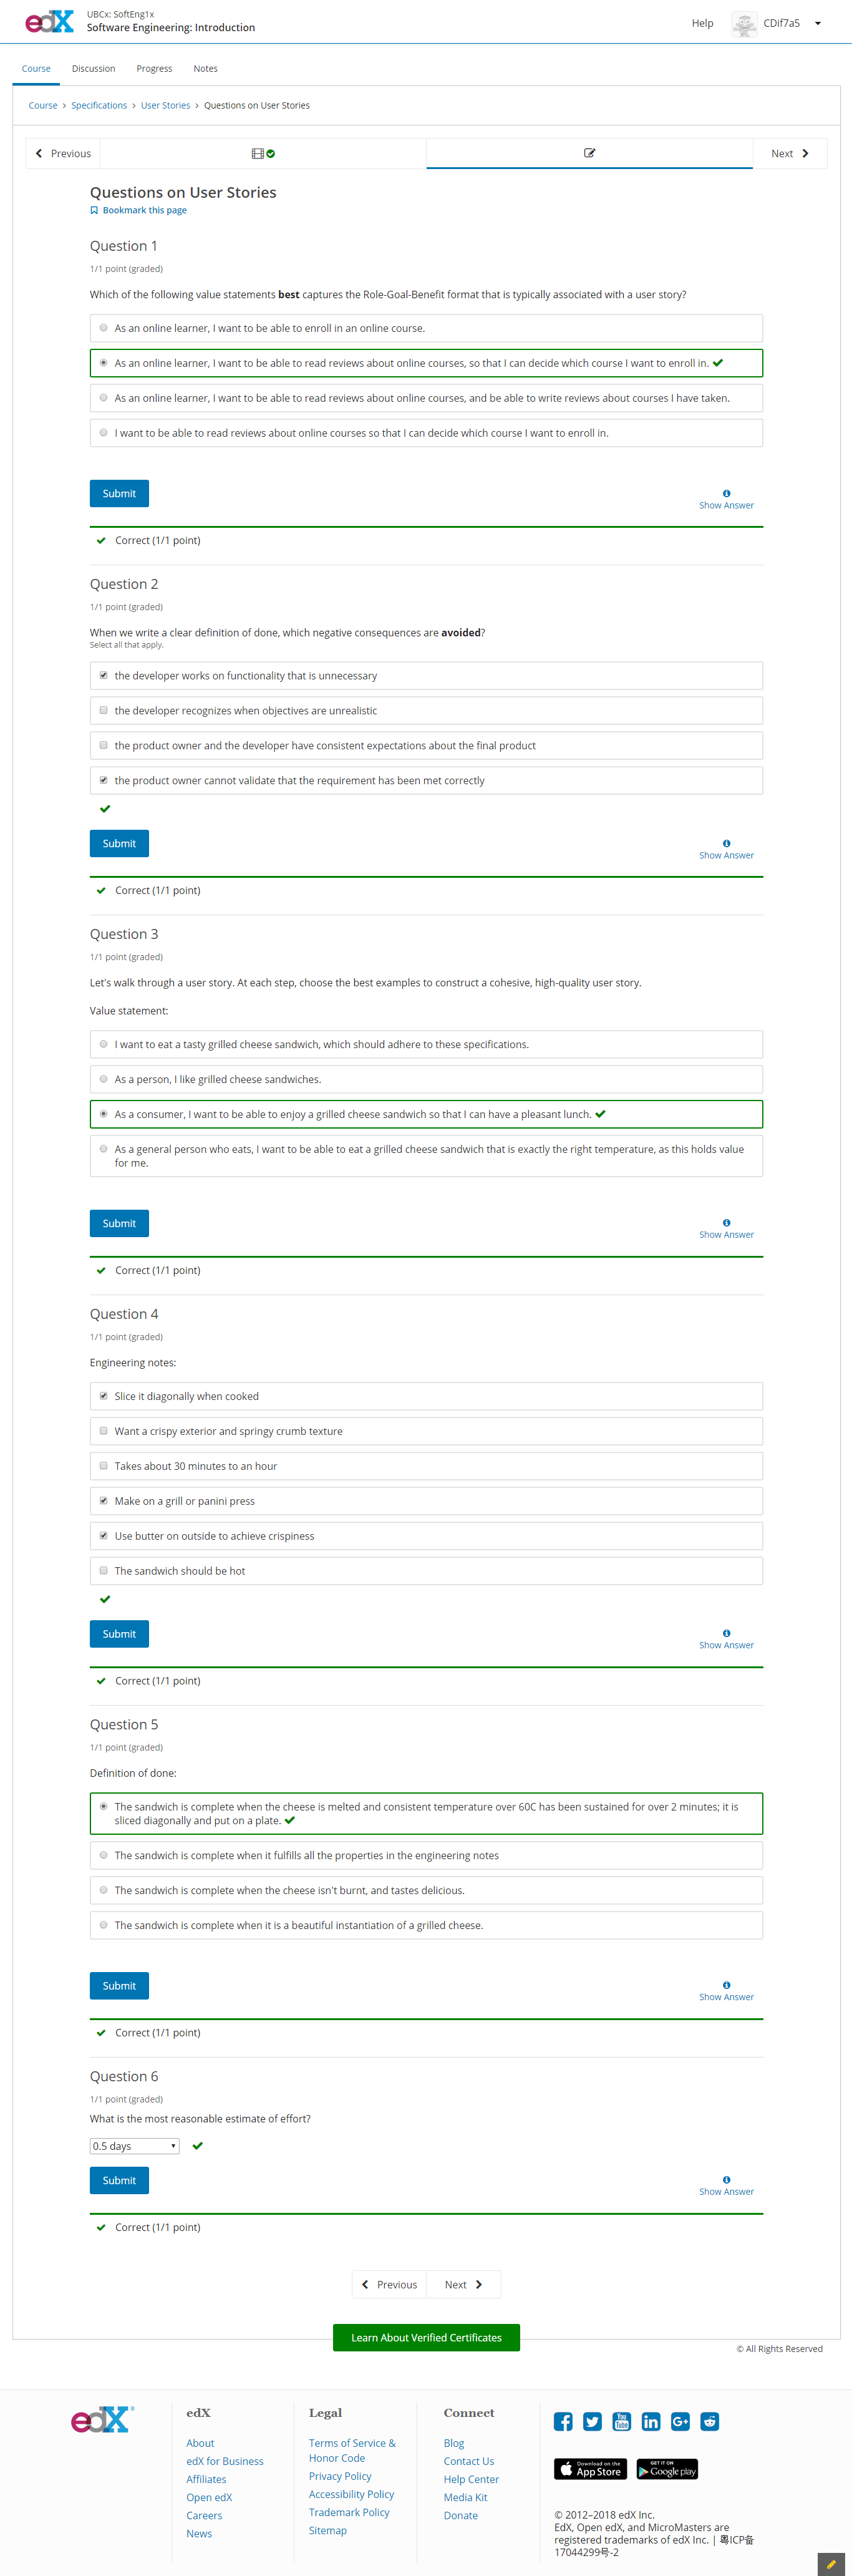 edX
UBCx: SoftEng1x
Software Engineering: Introduction
Help
CDif7a5
Course
Discussion
Progress
Notes
Course > Specifications > User Stories > Questions on User Stories
Previous
Next
Questions on User Stories
Bookmark this page
Question 1
1/1 point (graded)
Which of the following value statements best captures the Role-Goal-Benefit format that is typically associated with a user story?
As an online learner, I want to be able to enroll in an online course.
As an online learner, I want to be able to read reviews about online courses, so that I can decide which course I want to enroll in.
As an online learner, I want to be able to read reviews about online courses, and be able to write reviews about courses I have taken.
I want to be able to read reviews about online courses so that I can decide which course I want to enroll in.
Submit
Show Answer
Correct (1/1 point)
Question 2
1/1 point (graded)
When we write a clear definition of done, which negative consequences are avoided?
Select all that apply.
the developer works on functionality that is unnecessary
the developer recognizes when objectives are unrealistic
the product owner and the developer have consistent expectations about the final product
the product owner cannot validate that the requirement has been met correctly
Submit
Show Answer
Correct (1/1 point)
Question 3
1/1 point (graded)
Let's walk through a user story. At each step, choose the best examples to construct a cohesive, high-quality user story.
Value statement:
I want to eat a tasty grilled cheese sandwich, which should adhere to these specifications.
As a person, I like grilled cheese sandwiches.
As a consumer, I want to be able to enjoy a grilled cheese sandwich so that I can have a pleasant lunch.
As a general person who eats, I want to be able to eat a grilled cheese sandwich that is exactly the right temperature, as this holds value
for me.
Submit
Show Answer
Correct (1/1 point)
Question 4
1/1 point (graded)
Engineering notes:
Slice it diagonally when cooked
Want a crispy exterior and springy crumb texture
Takes about 30 minutes to an hour
Make on a grill or panini press
Use butter on outside to achieve crispiness
The sandwich should be hot
Submit
Show Answer
Correct (1/1 point)
Question 5
1/1 point (graded)
Definition of done:
The sandwich is complete when the cheese is melted and consistent temperature over 60C has been sustained for over 2 minutes; it is
sliced diagonally and put on a plate.
The sandwich is complete when it fulfills all the properties in the engineering notes
The sandwich is complete when the cheese isn't burnt, and tastes delicious.
The sandwich is complete when it is a beautiful instantiation of a grilled cheese.
Submit
Show Answer
Correct (1/1 point)
Question 6
1/1 point (graded)
What is the most reasonable estimate of effort?
0.5 days
Submit
Show Answer
Correct (1/1 point)
Previous
Next
Learn About Verified Certificates
© All Rights Reserved
edX®
edX
About
edX for Business
Affiliates
Open edX
Careers
News
Legal
Terms of Service &
Honor Code
Privacy Policy
Accessibility Policy
Trademark Policy
Sitemap
Connect
Blog
Contact Us
Help Center
Media Kit
Donate
You
Tube
in
G+
Download on the
App Store
GET IT ON
Google play
© 2012–2018 edX Inc.
EdX, Open edX, and MicroMasters are
registered trademarks of edX Inc. | 粤ICP备
17044299号-2